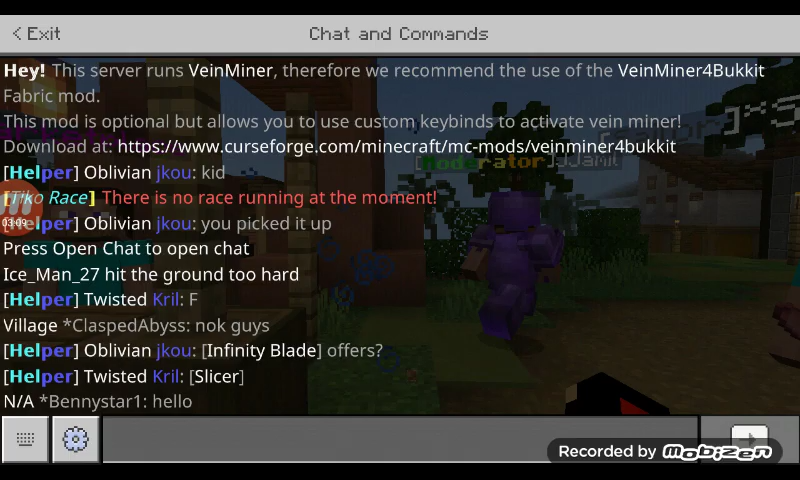 < Exit
Chat and Commands
Hey! This server runs VeinMiner, therefore we recommend the use of the VeinMiner4Bukkit
Fabric mod.
This mod is optional but allows you to use custom keybinds to activate vein miner!
Download at: https://www.curseforge.com/minecraft/mc-mods/veinminer4bukkit
[Helper] Oblivian jkou: kid
[Tiko Race] There is no race running at the moment!
[Helper] Oblivian jkou: you picked it up
Press Open Chat to open chat
Ice_Man_27 hit the ground too hard
[Helper] Twisted Kril: F
Village *ClaspedAbyss: nok guys
[Helper] Oblivian jkou: [Infinity Blade] offers?
[Helper] Twisted Kril: [Slicer]
N/A *Bennystar1: hello
[Moderator]
03:09
Recorded by Mobizen